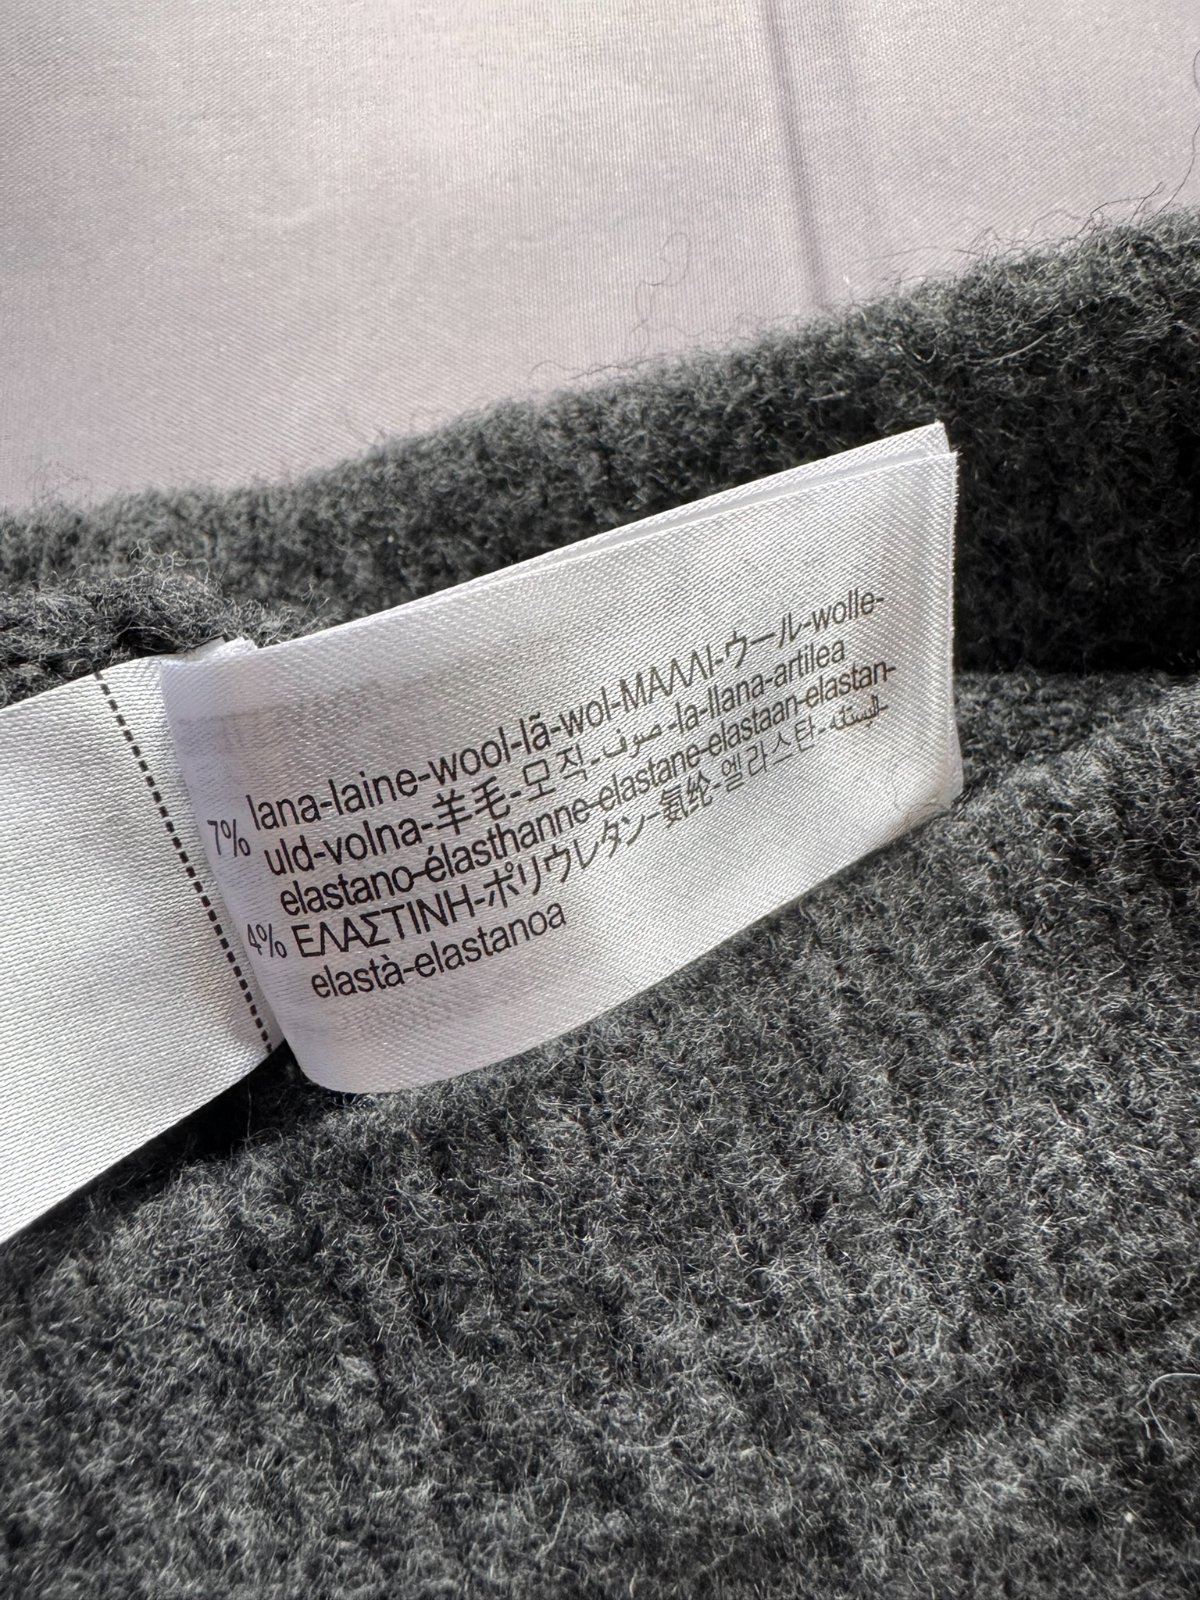 7% lana-laine-wool-lã-wol-ΜΑΛΛΙ-ウール-wolle-
uld-volna-羊毛-모직-صوف-la-llana-artilea
elastano-élasthanne-elastane-elastaan-elastan-
4% ΕΛΑΣΤΙΝΗ-ポリウレタン-氨纶-엘라스탄-اليستك-
elastà-elastanoa